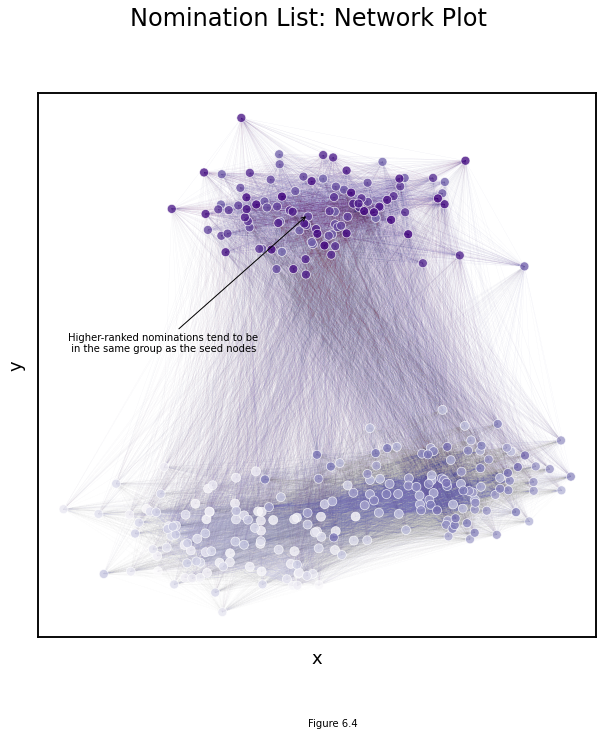 Nomination List: Network Plot
y
Higher-ranked nominations tend to be
in the same group as the seed nodes
x
Figure 6.4